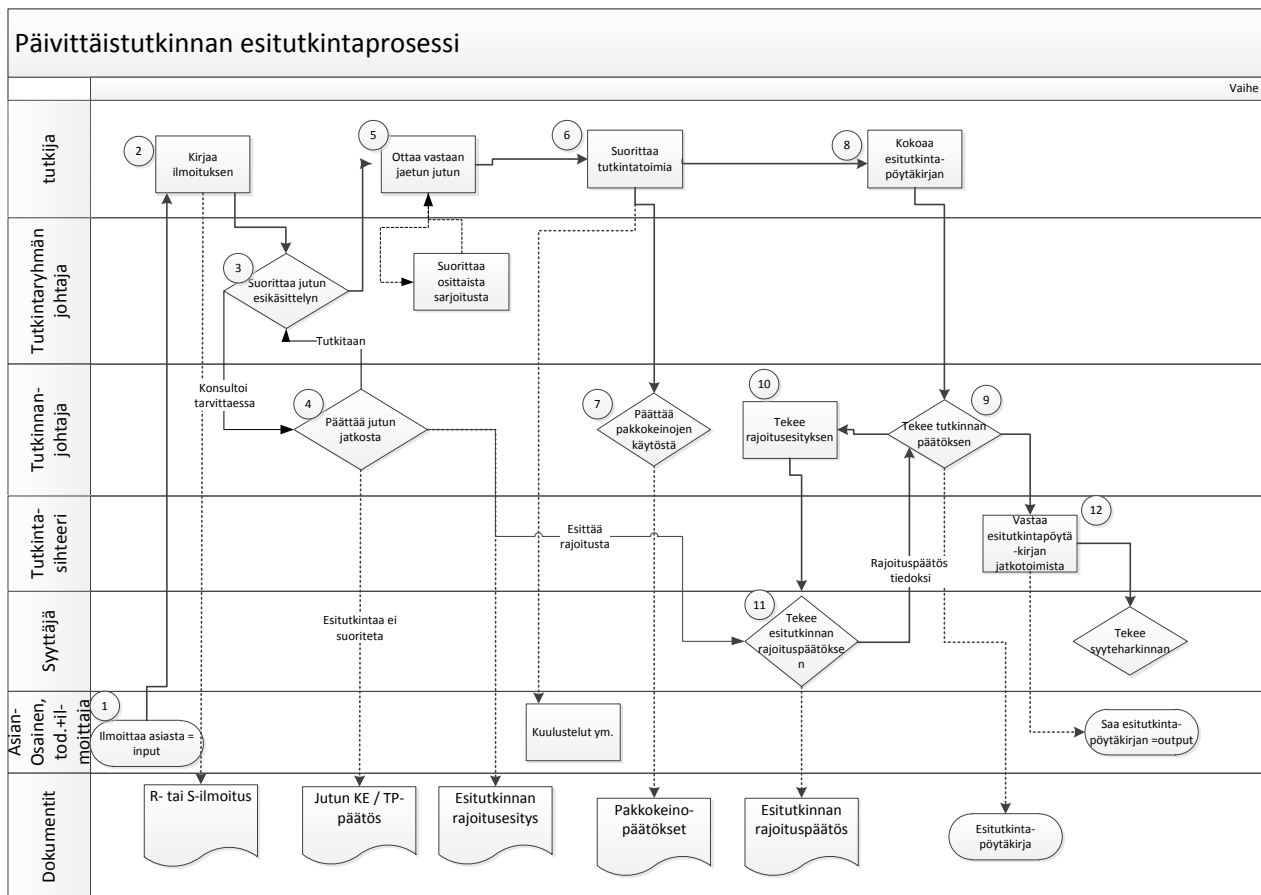 Päivittäistutkinnan esitutkintaprosessi
Vaihe
tutkija
2
Kirjaa
ilmoituksen
5
Ottaa vastaan
jaetun jutun
6
Suorittaa
tutkintatoimia
8
Kokoaa
esitutkinta-
pöytäkirjan
Tutkintaryhmän
johtaja
3
Suorittaa jutun
esikäsittelyn
Suorittaa
osittaista
sarjoitusta
Tutkitaan
Tutkinnan-
johtaja
Konsultoi
tarvittaessa
4
Päättää jutun
jatkosta
7
Päättää
pakkokeinojen
käytöstä
10
Tekee
rajoitusesityksen
9
Tekee tutkinnan
päätöksen
Tutkinta-
sihteeri
Esittää
rajoitusta
Rajoituspäätös
tiedoksi
12
Vastaa
esitutkintapöytä
-kirjan
jatkotoimista
Syyttäjä
Esitutkintaa ei
suoriteta
11
Tekee
esitutkinnan
rajoituspäätökse
n
Tekee
syyteharkinnan
Asian-
Osainen,
tod.+il-
moittaja
1
Ilmoittaa asiasta =
input
Kuulustelut ym.
Saa esitutkinta-
pöytäkirjan =output
Dokumentit
R- tai S-ilmoitus
Jutun KE / TP-
päätös
Esitutkinnan
rajoitusesitys
Pakkokeino-
päätökset
Esitutkinnan
rajoituspäätös
Esitutkinta-
pöytäkirja